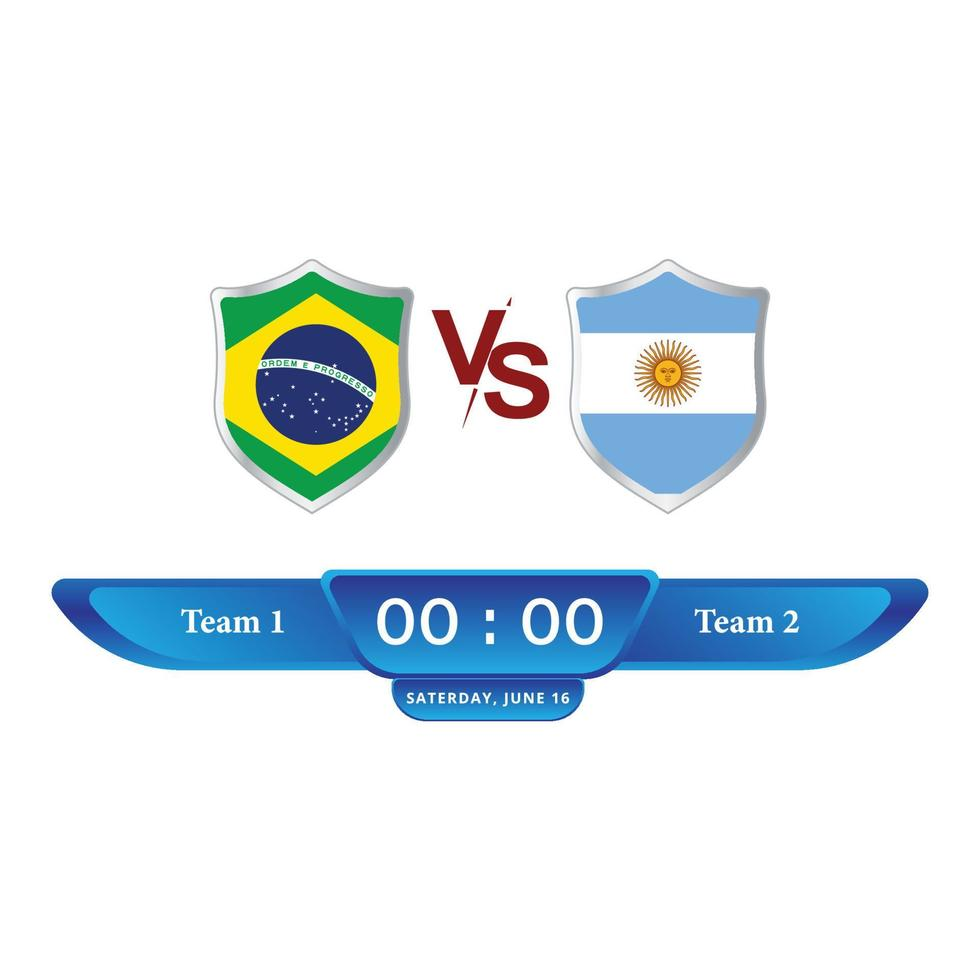 ORDEM E PROGRESSO
VS
Team 1
00 : 00
Team 2
SATERDAY, JUNE 16